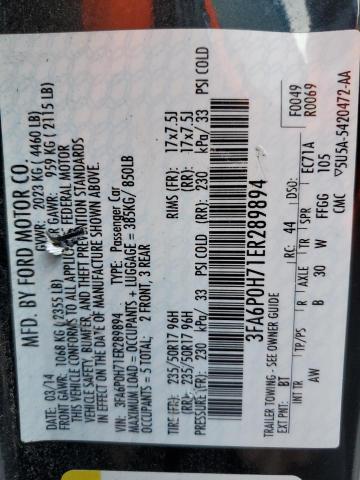 MFD. BY FORD MOTOR CO.
DATE: 03/14 GVWR: 2023 KG ( 4460 LB)
FRONT GAWR: 1068 KG (2355 LB) GAWR: 959 KG ( 2115 LB)
THIS VEHICLE CONFORMS TO ALL APPLICABLE FEDERAL MOTOR
VEHICLE SAFETY, BUMPER, AND THEFT STANDARDS
IN EFFECT ON THE DATE OF MANUFACTURE SHOWN ABOVE.
VIN: 3FA6P0H71ER289894 TYPE: Passenger Car
MAXIMUM LOAD = OCCUPANTS + LUGGAGE = 385KG/ 850LB
OCCUPANTS = 5 TOTAL: 2 FRONT, 3 REAR
TIRE (FR): 235/50R17 96H RIMS (FR): 17x7.5J
(RR): 235/50R17 96H (RR): 17x7.5J
PRESSURE (FR): 230 kPA/ 33 PSI COLD
(RR): 230 kPA/ 33 PSI COLD
3FA6P0H71ER289894
F0049
R0069
TRAILER TOWING - SEE OWNER GUIDE
EXT PNT: BT RC: 44 DSO:
INT TR TP/PS R AXLE TR SPR EC71A
AW B 30 W FFGG 105
CMC 5U5A-5420472-AA